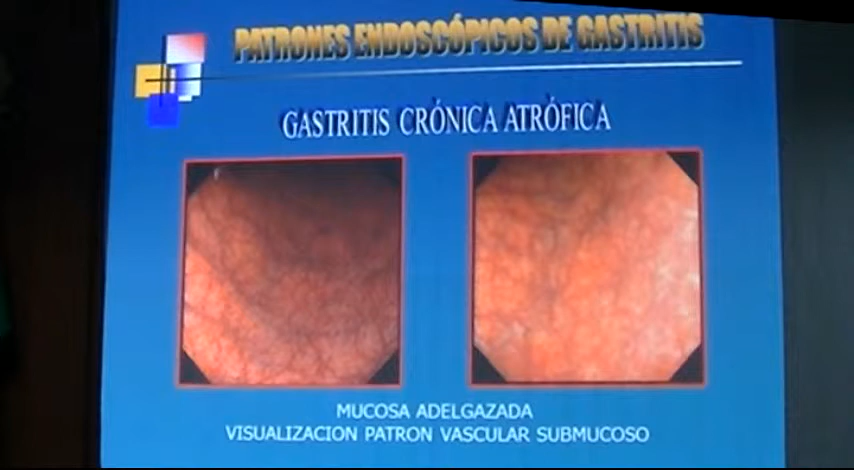 PATRONES ENDOSCÓPICOS DE GASTRITIS
GASTRITIS CRÓNICA ATRÓFICA
MUCOSA ADELGAZADA
VISUALIZACION PATRON VASCULAR SUBMUCOSO